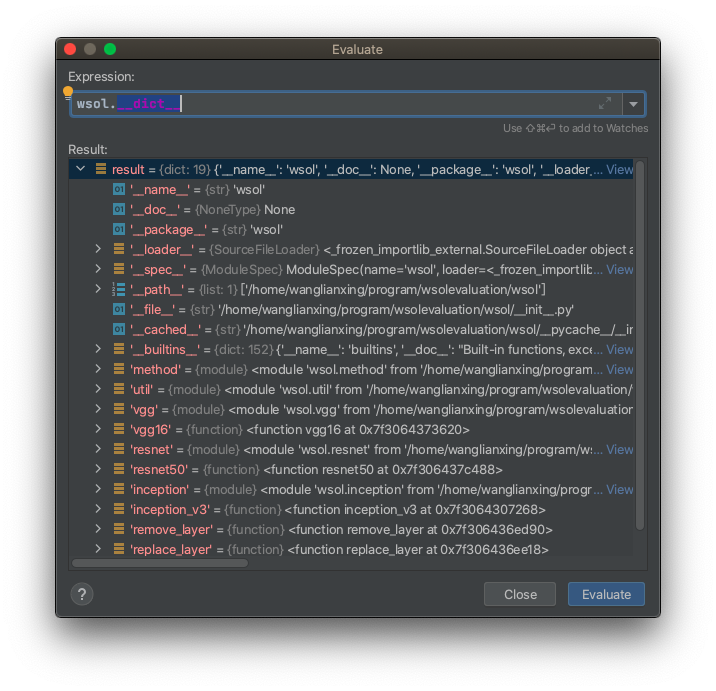 Evaluate
Expression:
wsol.__dict__
Use ⇧⌘⏎ to add to Watches
Result:
result = {dict: 19} {'__name__': 'wsol', '__doc__': None, '__package__': 'wsol', '__loader_... View
'__name__' = {str} 'wsol'
'__doc__' = {NoneType} None
'__package__' = {str} 'wsol'
'__loader__' = {SourceFileLoader} <_frozen_importlib_external.SourceFileLoader object a
'__spec__' = {ModuleSpec} ModuleSpec(name='wsol', loader=<_frozen_importlib... View
'__path__' = {list: 1} ['/home/wanglianxing/program/wsolevaluation/wsol']
'__file__' = {str} '/home/wanglianxing/program/wsolevaluation/wsol/__init__.py'
'__cached__' = {str} '/home/wanglianxing/program/wsolevaluation/wsol/__pycache__/__in
'__builtins__' = {dict: 152} {'__name__': 'builtins', '__doc__': "Built-in functions, exce... View
'method' = {module} <module 'wsol.method' from '/home/wanglianxing/program... View
'util' = {module} <module 'wsol.util' from '/home/wanglianxing/program/wsolevaluation/
'vgg' = {module} <module 'wsol.vgg' from '/home/wanglianxing/program/wsolevaluation
'vgg16' = {function} <function vgg16 at 0x7f3064373620>
'resnet' = {module} <module 'wsol.resnet' from '/home/wanglianxing/program/ws... View
'resnet50' = {function} <function resnet50 at 0x7f306437c488>
'inception' = {module} <module 'wsol.inception' from '/home/wanglianxing/progr... View
'inception_v3' = {function} <function inception_v3 at 0x7f3064307268>
'remove_layer' = {function} <function remove_layer at 0x7f306436ed90>
'replace_layer' = {function} <function replace_layer at 0x7f306436ee18>
?
Close
Evaluate